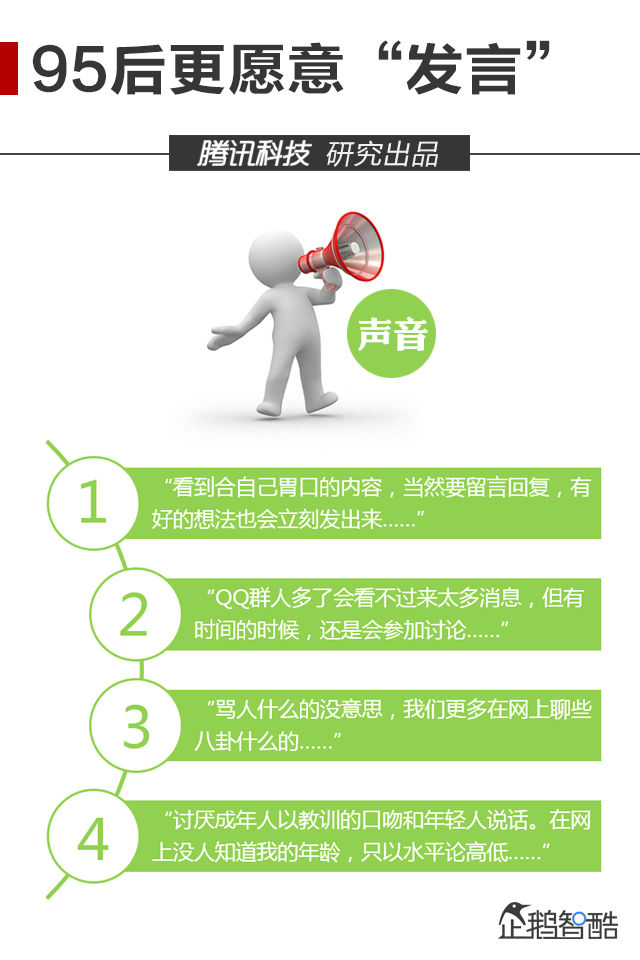 95后更愿意“发言”
腾讯科技 研究出品
声音
1
“看到合自己胃口的内容，当然要留言回复，有
好的想法也会立刻发出来……”
2
“QQ群人多了会看不过来太多消息，但有
时间的时候，还是会参加讨论……”
3
“骂人什么的没意思，我们更多在网上聊些
八卦什么的……”
4
“讨厌成年人以教训的口吻和年轻人说话。在网
上没人知道我的年龄，只以水平论高低……”
企鹅智酷